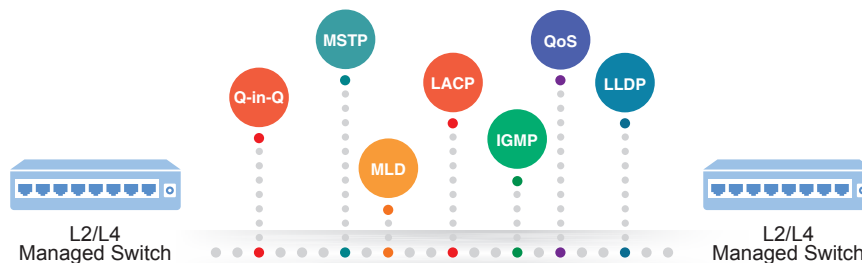 MSTP
QoS
Q-in-Q
LACP
LLDP
IGMP
MLD
L2/L4
Managed Switch
L2/L4
Managed Switch